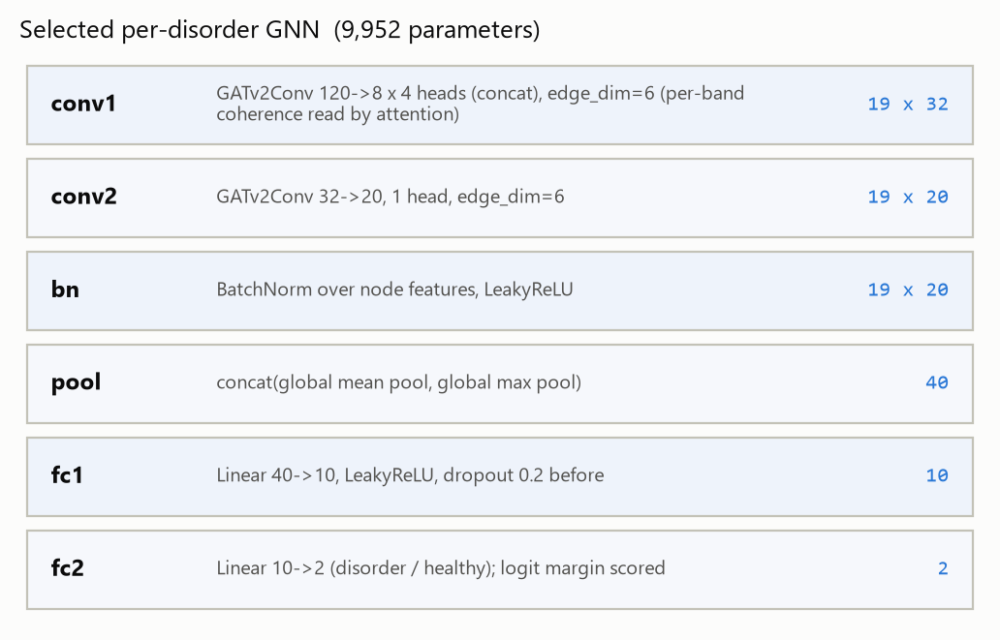 Selected per-disorder GNN (9,952 parameters)
conv1
GATv2Conv 120->8 x 4 heads (concat), edge_dim=6 (per-band
coherence read by attention)
19 x 32
conv2
GATv2Conv 32->20, 1 head, edge_dim=6
19 x 20
bn
BatchNorm over node features, LeakyReLU
19 x 20
pool
concat(global mean pool, global max pool)
40
fc1
Linear 40->10, LeakyReLU, dropout 0.2 before
10
fc2
Linear 10->2 (disorder / healthy); logit margin scored
2